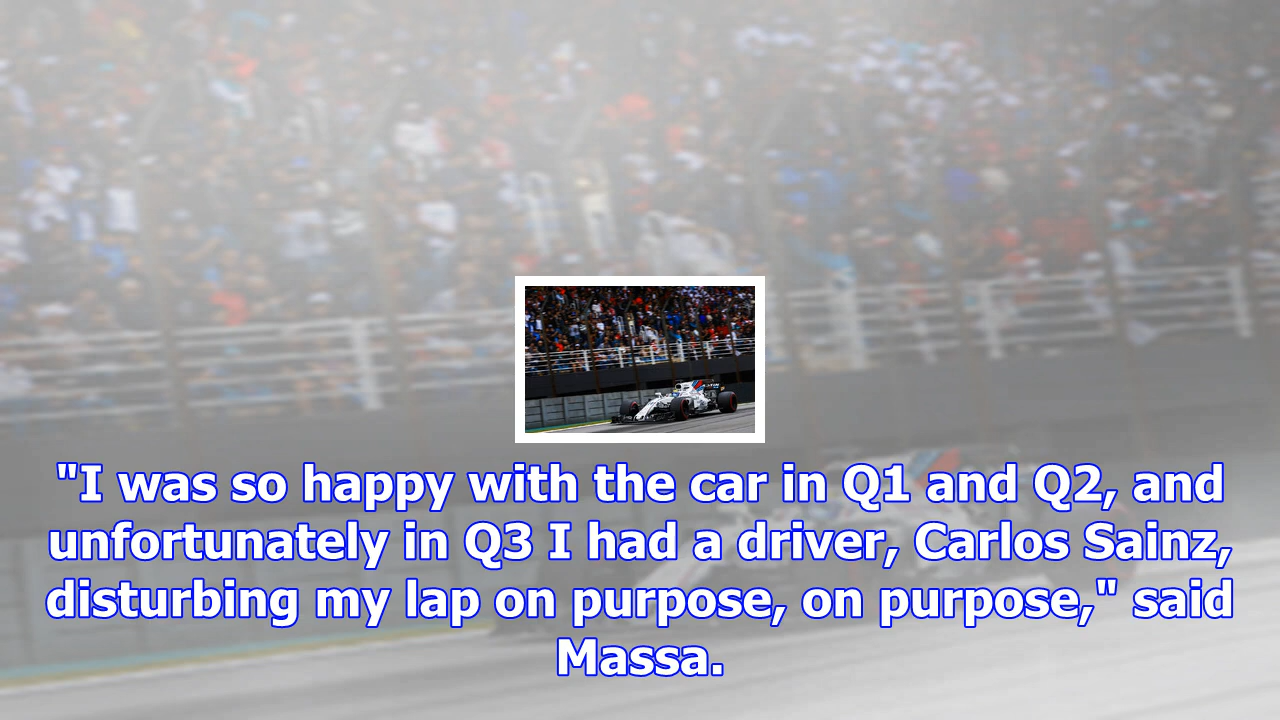 "I was so happy with the car in Q1 and Q2, and
unfortunately in Q3 I had a driver, Carlos Sainz,
disturbing my lap on purpose, on purpose," said
Massa.